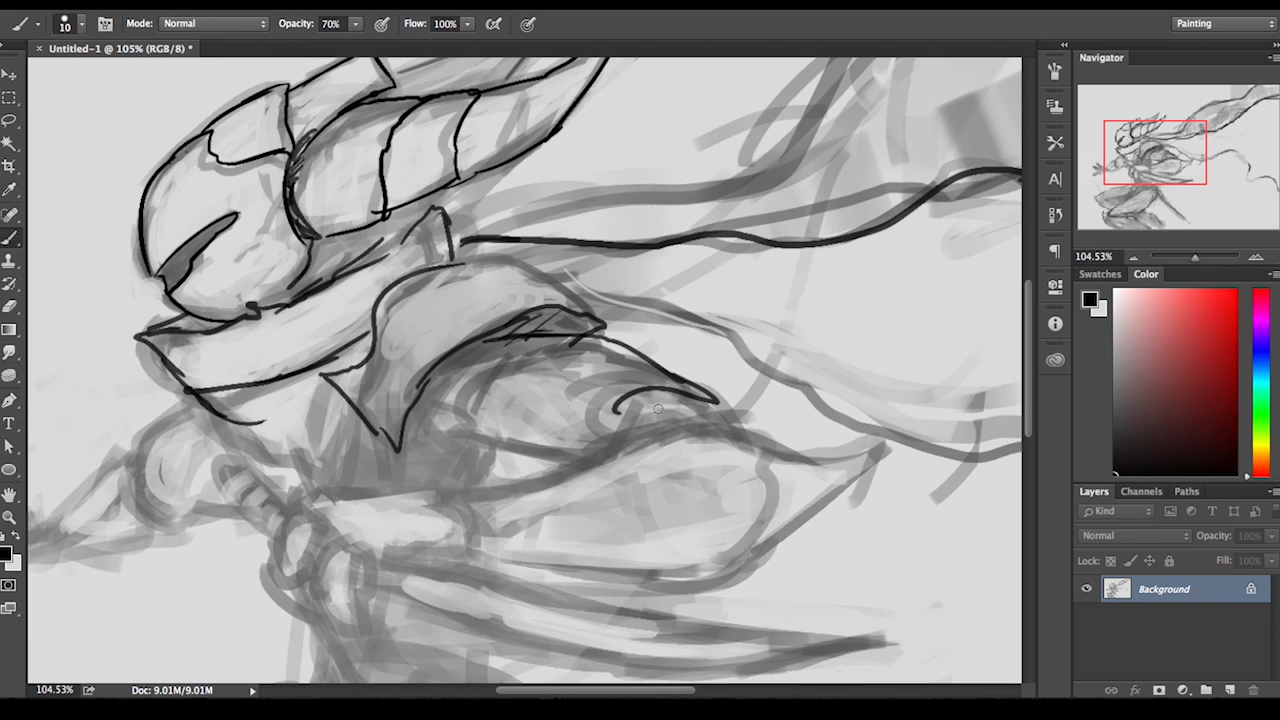 10 Mode: Normal Opacity: 70% Flow: 100% Painting
× Untitled-1 @ 105% (RGB/8) *
Navigator
104.53%
Swatches Color
Layers Channels Paths
Kind T
Normal Opacity: 100%
Lock: Fill: 100%
Background
T
A
104.53% Doc: 9.01M/9.01M